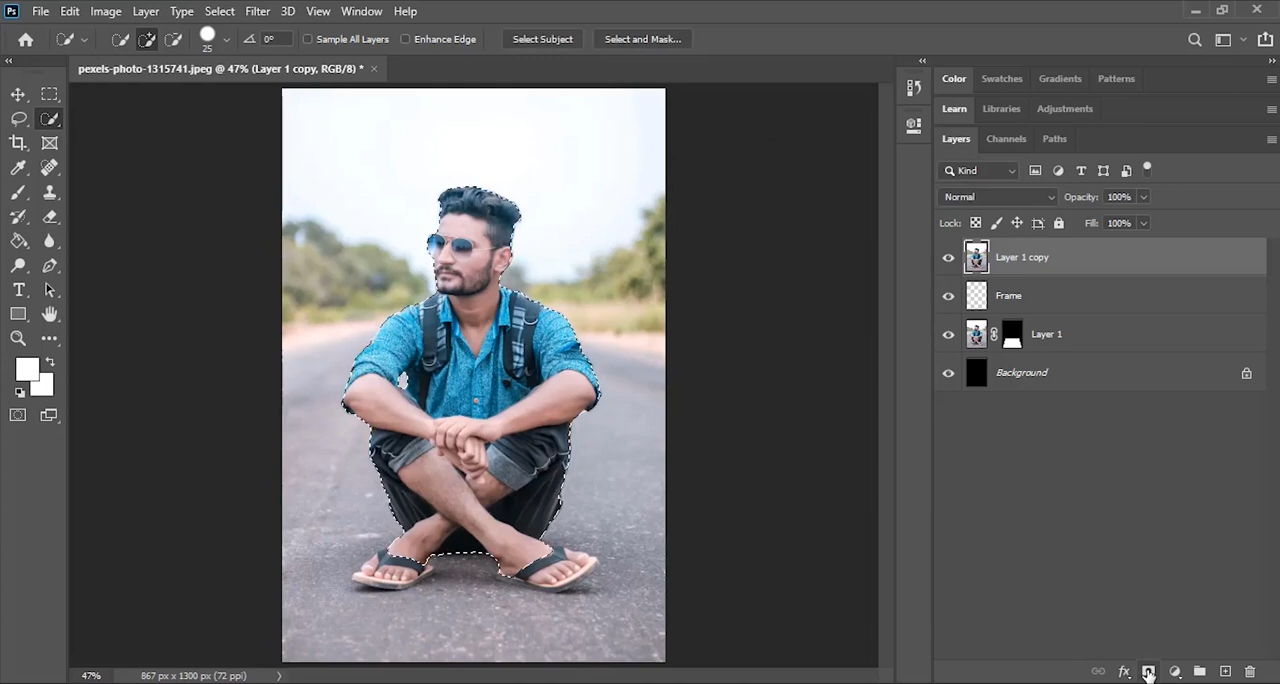 Ps File Edit Image Layer Type Select Filter 3D View Window Help
25 0° Sample All Layers Enhance Edge Select Subject Select and Mask...
pexels-photo-1315741.jpeg @ 47% (Layer 1 copy, RGB/8) * ×
Color Swatches Gradients Patterns
Learn Libraries Adjustments
Layers Channels Paths
Kind
Normal Opacity: 100%
Lock: Fill: 100%
Layer 1 copy
Frame
Layer 1
Background
47% 867 px x 1300 px (72 ppi)